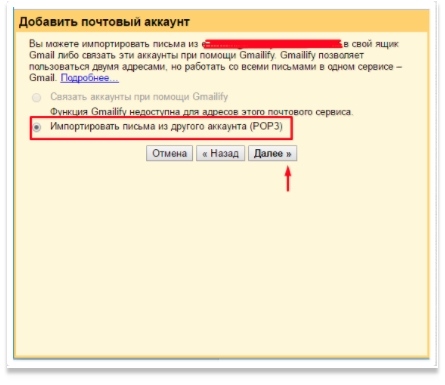 Добавить почтовый аккаунт
Вы можете импортировать письма из в свой ящик
Gmail либо связать эти аккаунты при помощи Gmailify. Gmailify позволяет
пользоваться двумя адресами, но работать со всеми письмами в одном сервисе –
Gmail. Подробнее...
Связать аккаунты при помощи Gmailify
Функция Gmailify недоступна для адресов этого почтового сервиса.
Импортировать письма из другого аккаунта (POP3)
Отмена « Назад Далее »